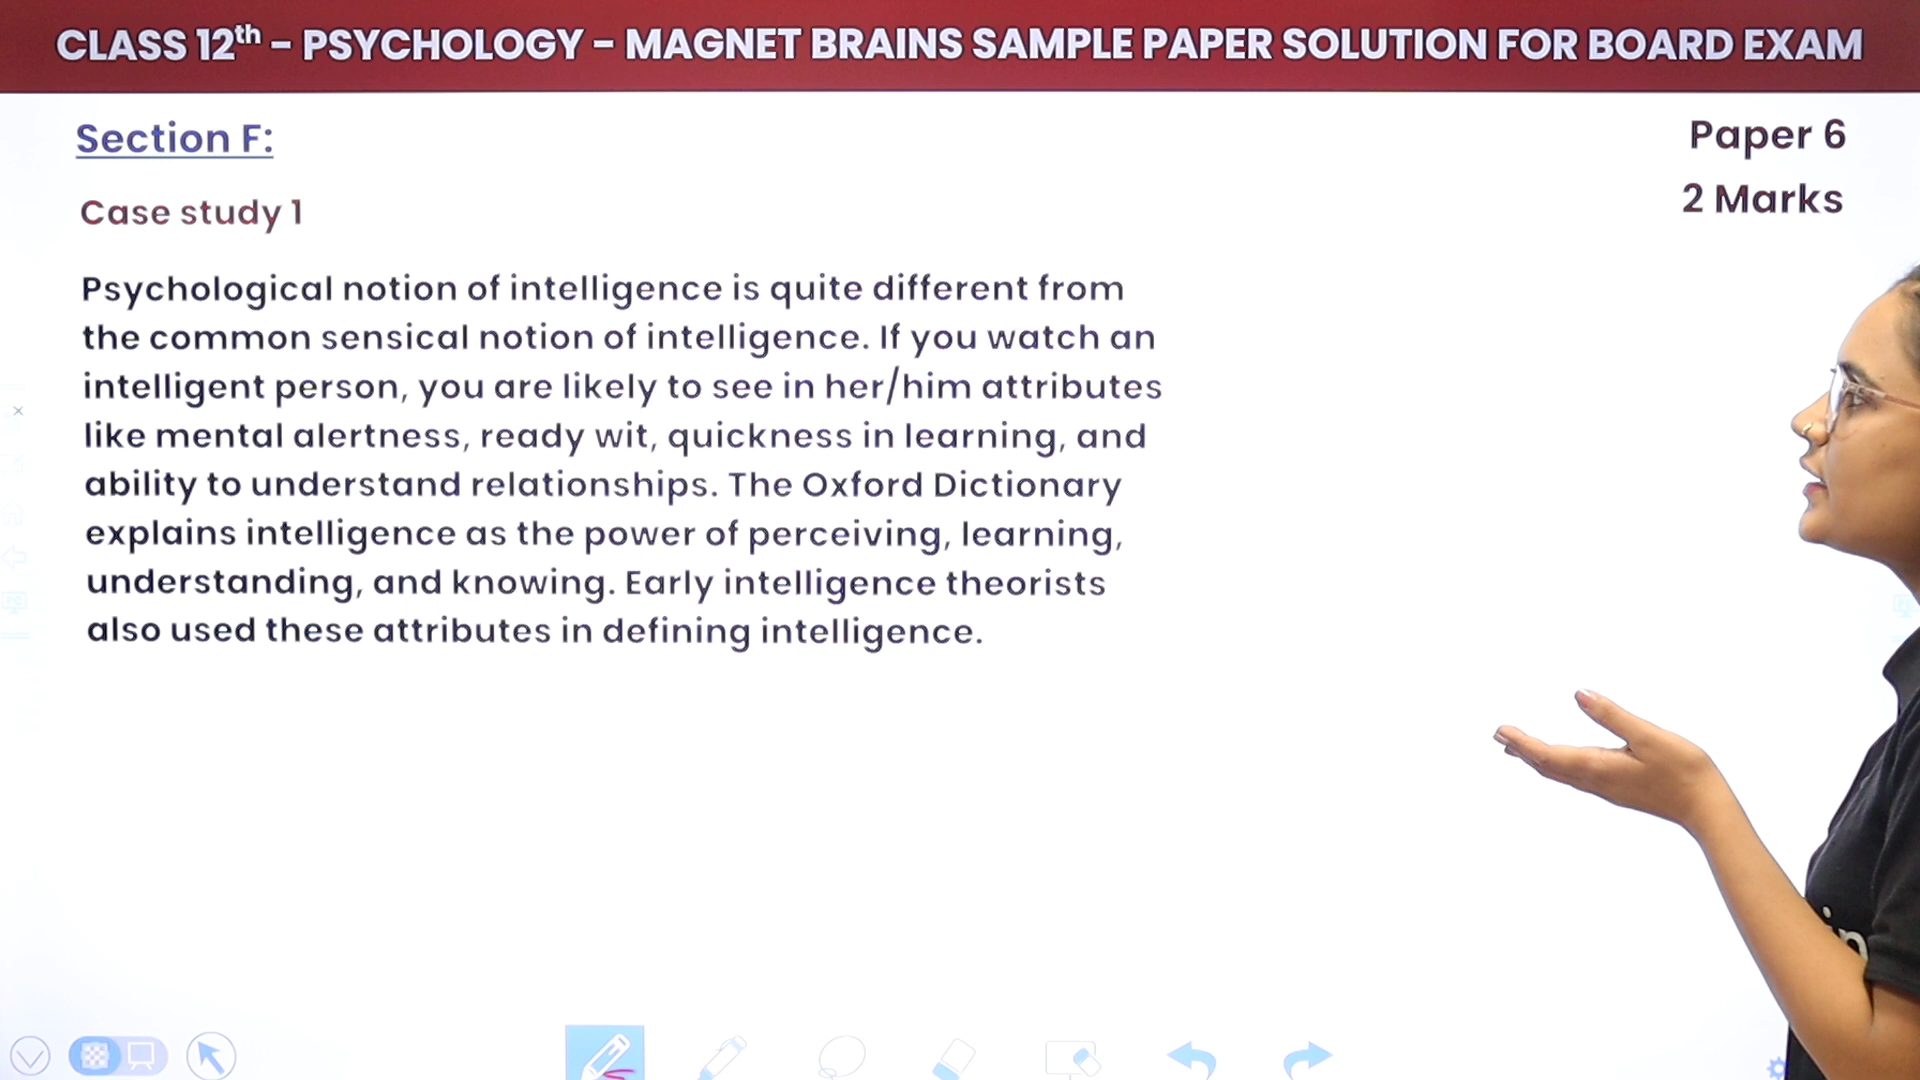 CLASS 12th – PSYCHOLOGY – MAGNET BRAINS SAMPLE PAPER SOLUTION FOR BOARD EXAM
Section F:
Paper 6
2 Marks
Case study 1
Psychological notion of intelligence is quite different from
the common sensical notion of intelligence. If you watch an
intelligent person, you are likely to see in her/him attributes
like mental alertness, ready wit, quickness in learning, and
ability to understand relationships. The Oxford Dictionary
explains intelligence as the power of perceiving, learning,
understanding, and knowing. Early intelligence theorists
also used these attributes in defining intelligence.